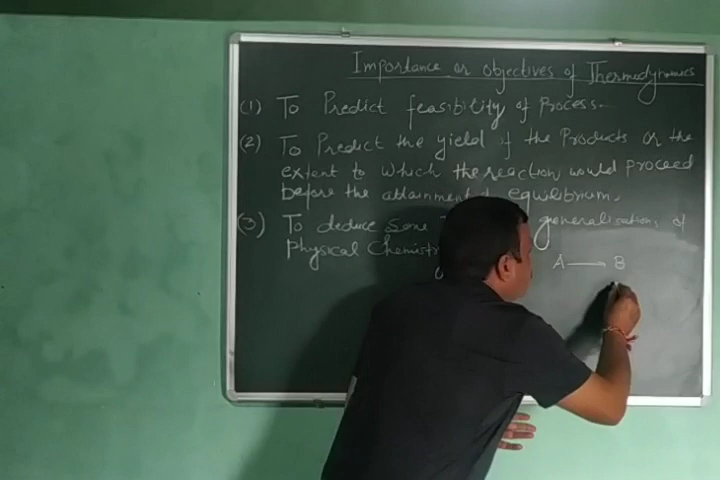 Importance or objectives of Thermodynamics
(1) To Predict feasibility of Process.
(2) To Predict the yield of the Products or the
extent to which the reaction would proceed
before the attainment equilibrium.
(3) To deduce some generalisations of
Physical Chemistr
A → B